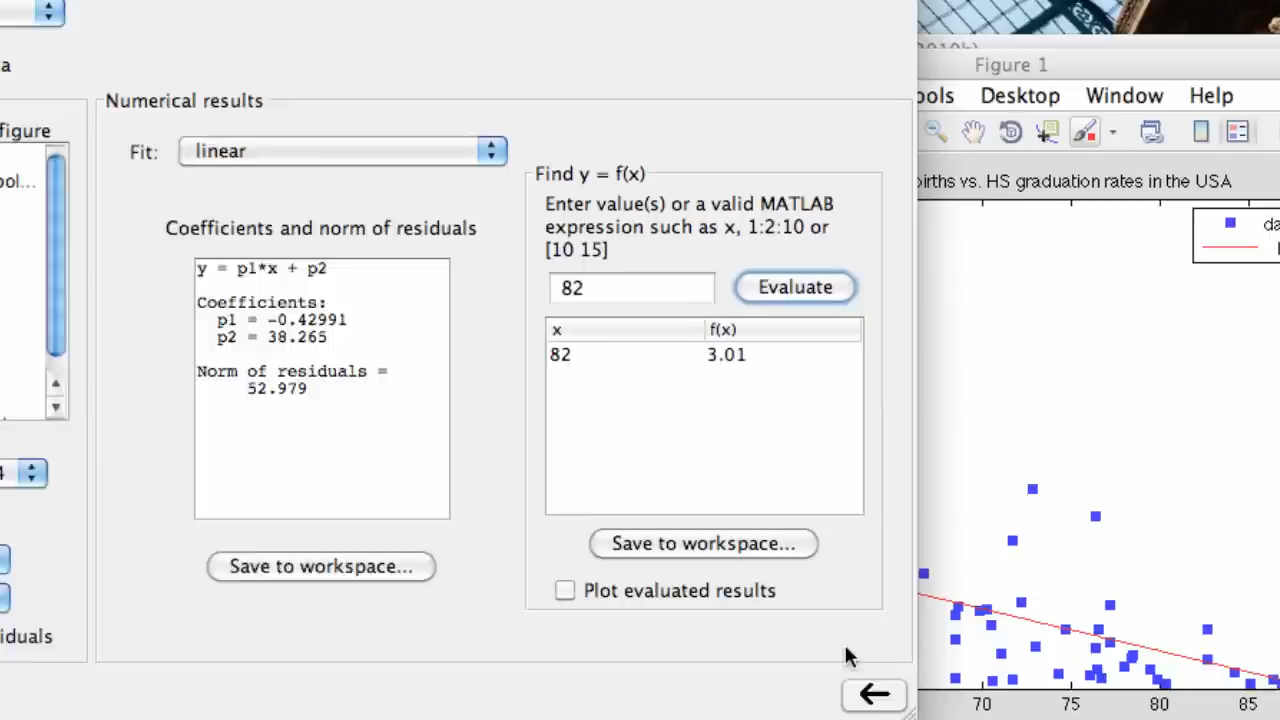 a
figure
ool...
4
iduals
Numerical results
Fit:
linear
Coefficients and norm of residuals
y = p1*x + p2
Coefficients:
p1 = -0.42991
p2 = 38.265
Norm of residuals =
52.979
Save to workspace...
Find y = f(x)
Enter value(s) or a valid MATLAB
expression such as x, 1:2:10 or
[10 15]
82
Evaluate
x f(x)
82 3.01
Save to workspace...
Plot evaluated results
Figure 1
ools Desktop Window Help
births vs. HS graduation rates in the USA
da
70 75 80 85